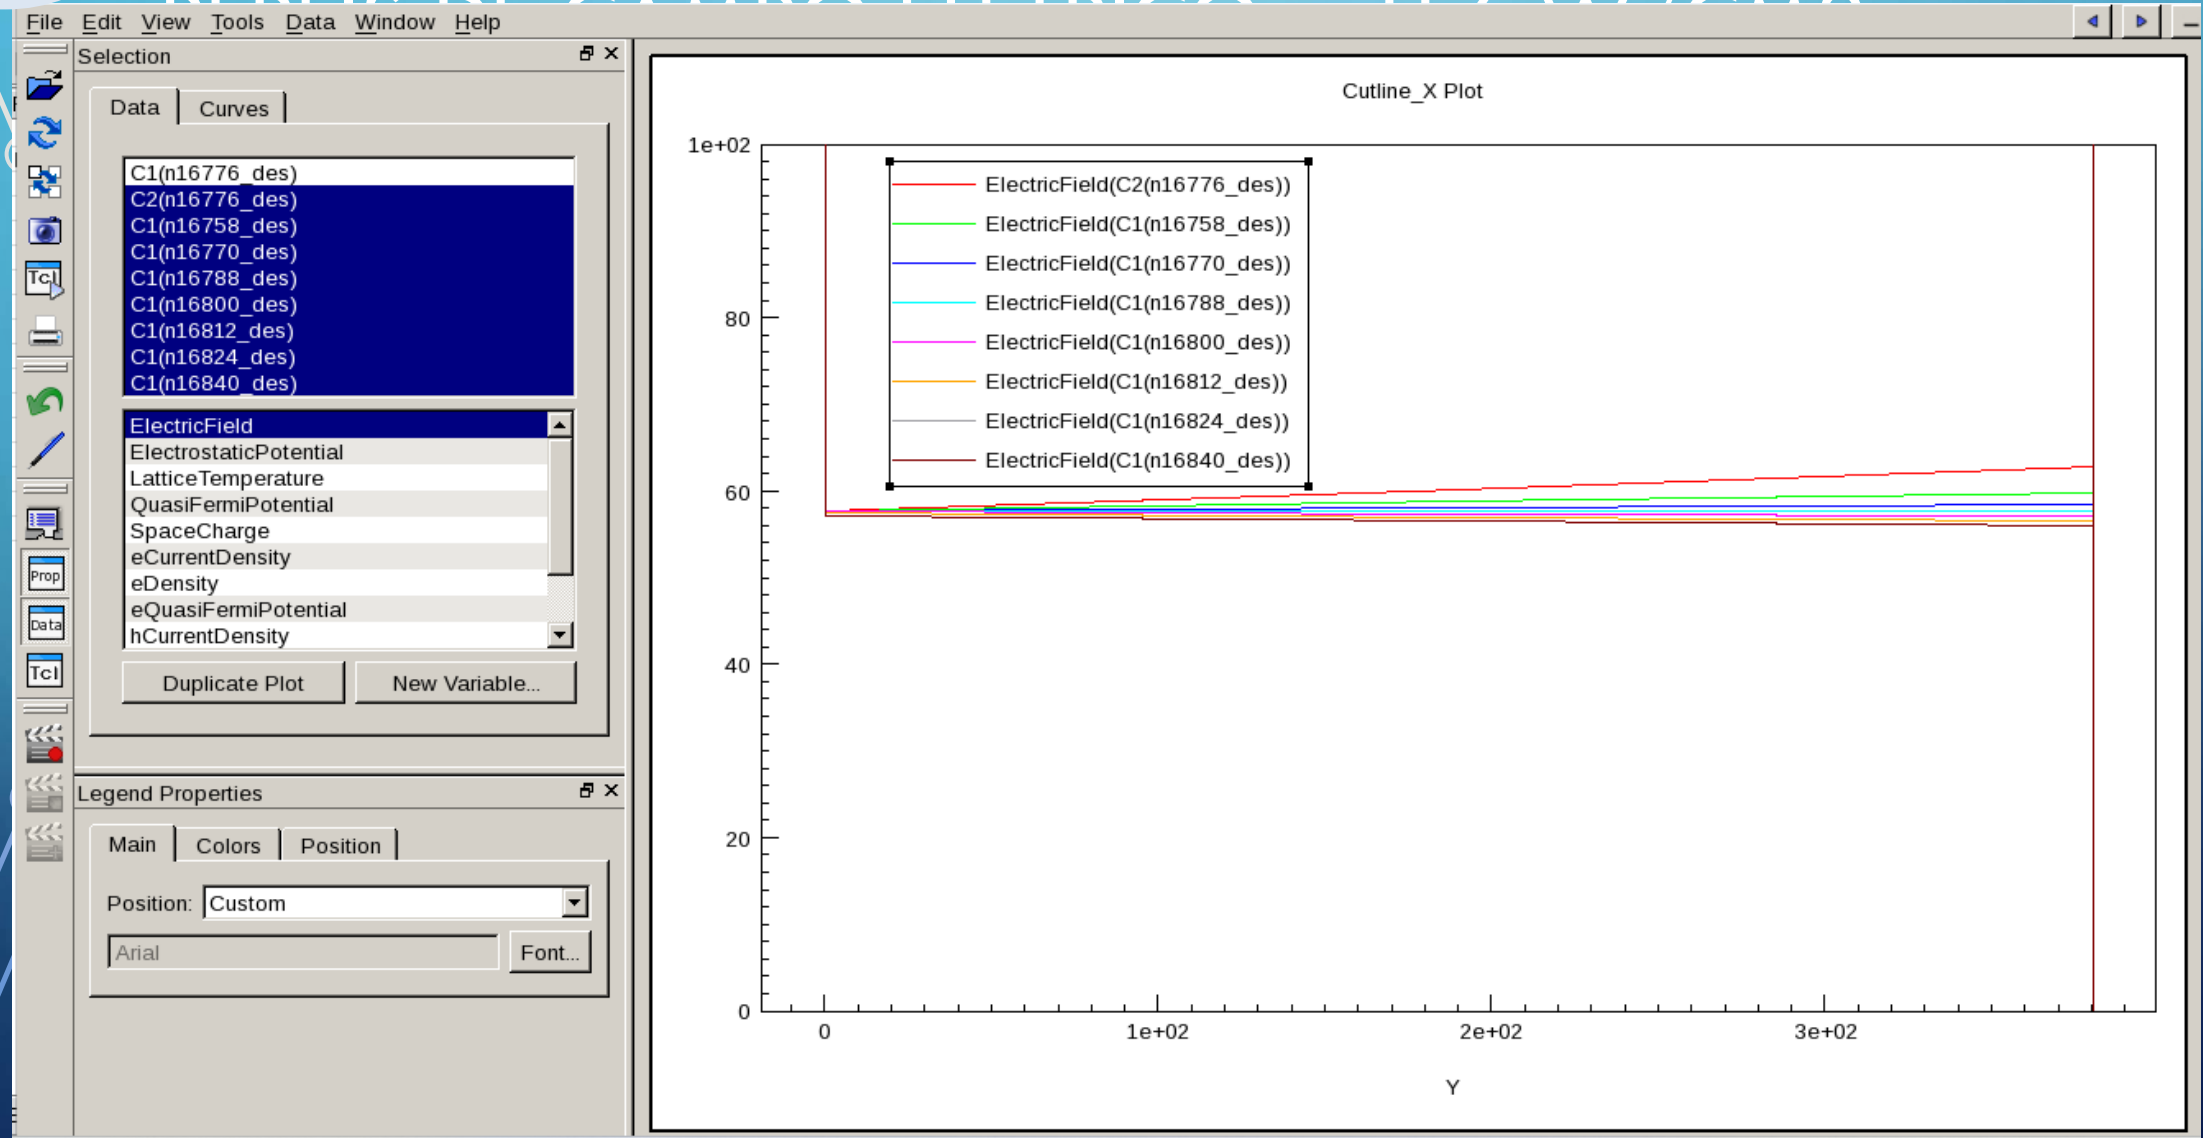 File Edit View Tools Data Window Help
Selection
Data Curves
C1(n16776_des)
C2(n16776_des)
C1(n16758_des)
C1(n16770_des)
C1(n16788_des)
C1(n16800_des)
C1(n16812_des)
C1(n16824_des)
C1(n16840_des)
ElectricField
ElectrostaticPotential
LatticeTemperature
QuasiFermiPotential
SpaceCharge
eCurrentDensity
eDensity
eQuasiFermiPotential
hCurrentDensity
Duplicate Plot New Variable...
Tcl
Prop
Data
Tcl
Legend Properties
Main Colors Position
Position: Custom
Arial Font...
Cutline_X Plot
1e+02
80
60
40
20
0
ElectricField(C2(n16776_des))
ElectricField(C1(n16758_des))
ElectricField(C1(n16770_des))
ElectricField(C1(n16788_des))
ElectricField(C1(n16800_des))
ElectricField(C1(n16812_des))
ElectricField(C1(n16824_des))
ElectricField(C1(n16840_des))
0 1e+02 2e+02 3e+02
Y